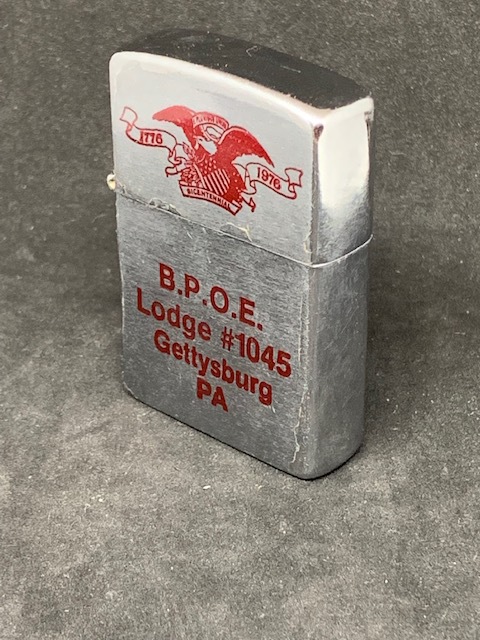 1776
1976
BICENTENNIAL
B.P.O.E.
Lodge #1045
Gettysburg
PA